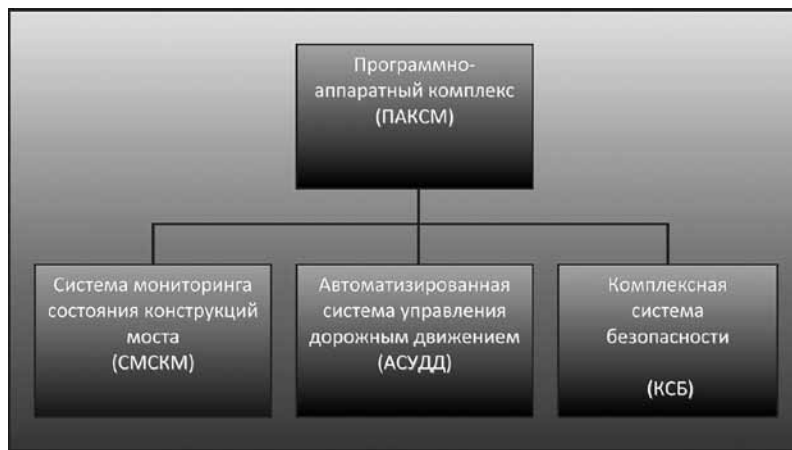 Программно-
аппаратный комплекс
(ПАКСМ)
Система мониторинга
состояния конструкций
моста
(СМСКМ)
Автоматизированная
система управления
дорожным движением
(АСУДД)
Комплексная
система
безопасности
(КСБ)